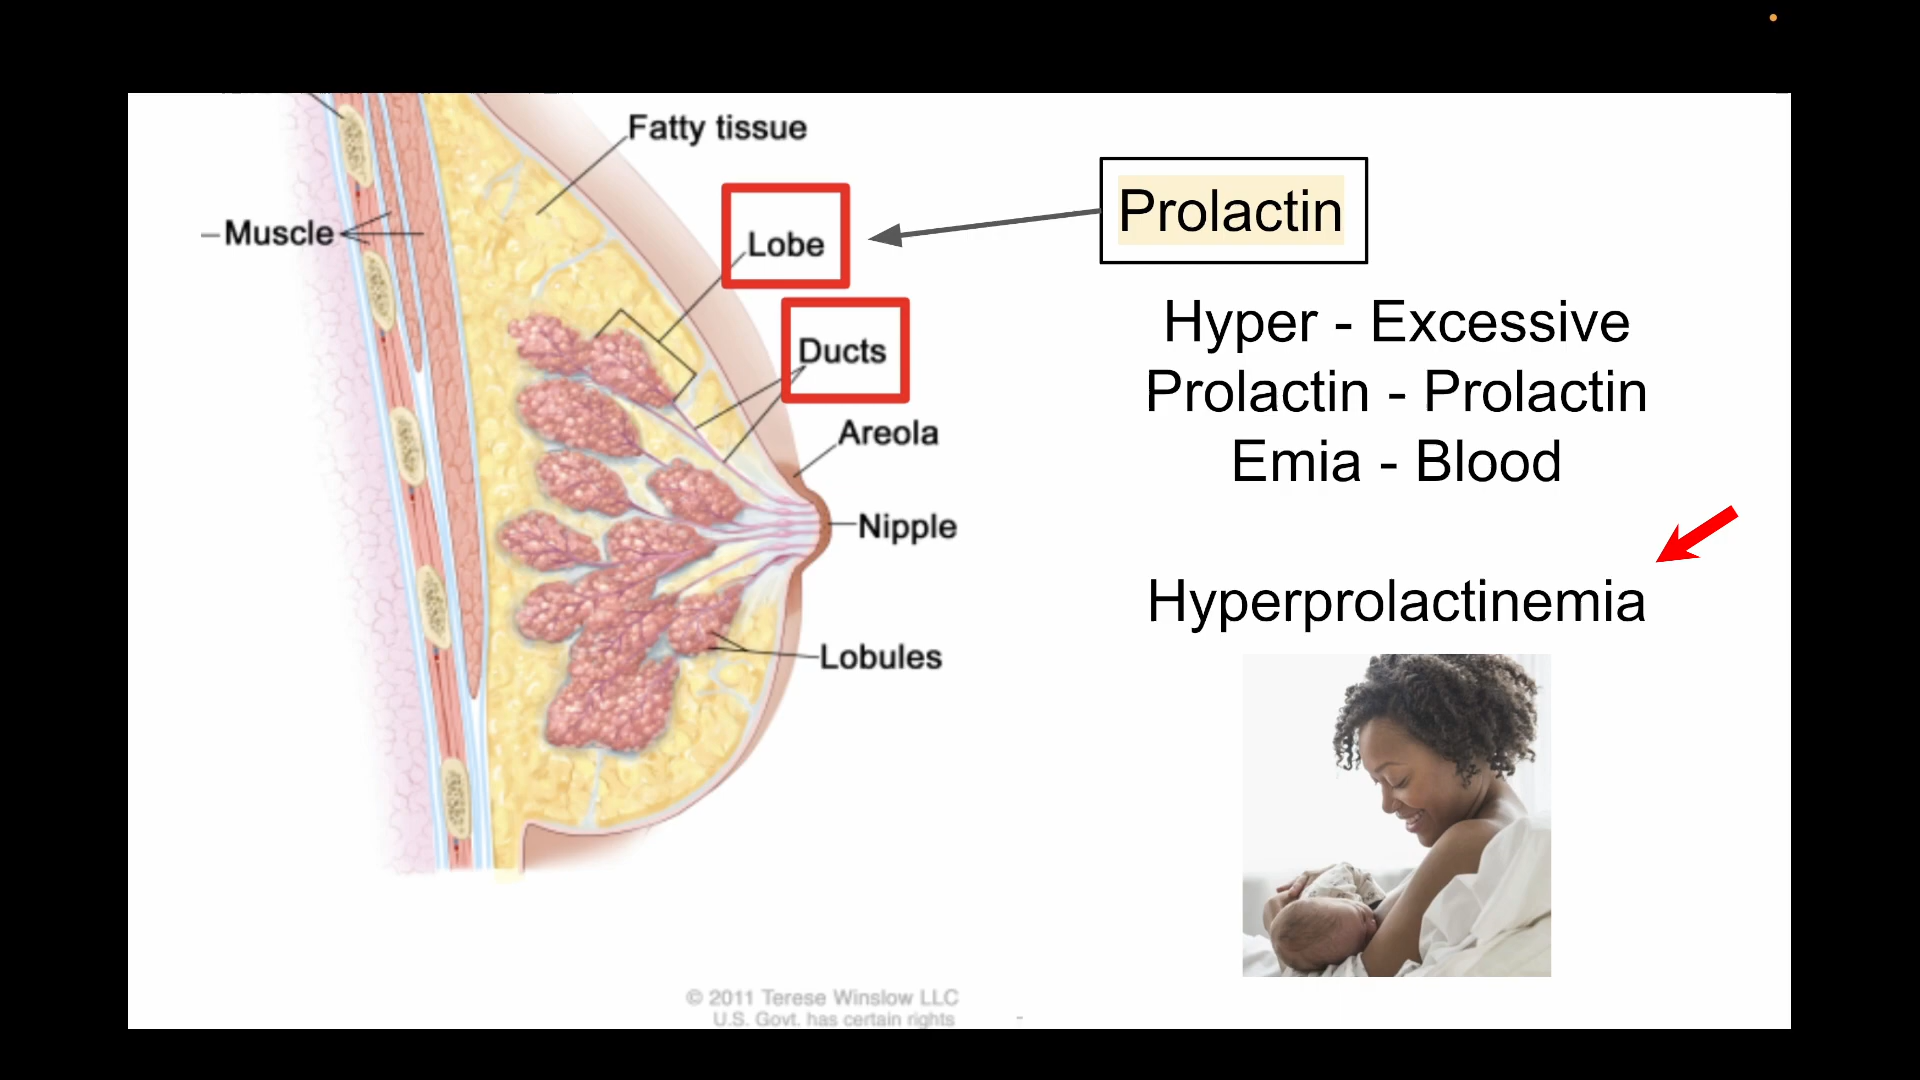 Fatty tissue
Muscle
Lobe
Ducts
Areola
Nipple
Lobules
Prolactin
Hyper - Excessive
Prolactin - Prolactin
Emia - Blood
Hyperprolactinemia
© 2011 Terese Winslow LLC
U.S. Govt. has certain rights